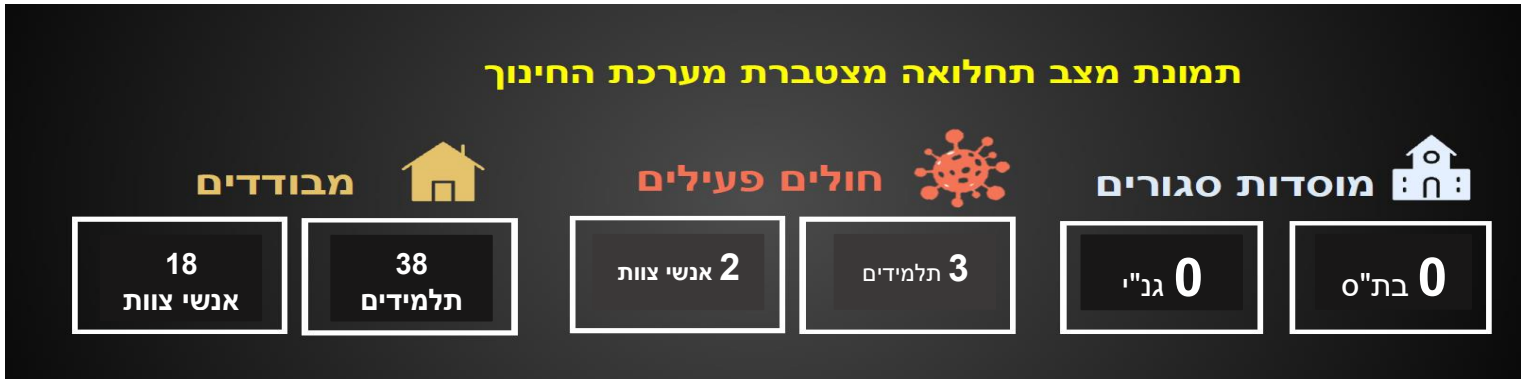 תמונת מצב תחלואה מצטברת מערכת החינוך
מוסדות סגורים
0 בת"ס
0 גנ"י
חולים פעילים
3 תלמידים
2 אנשי צוות
מבודדים
38
תלמידים
18
אנשי צוות